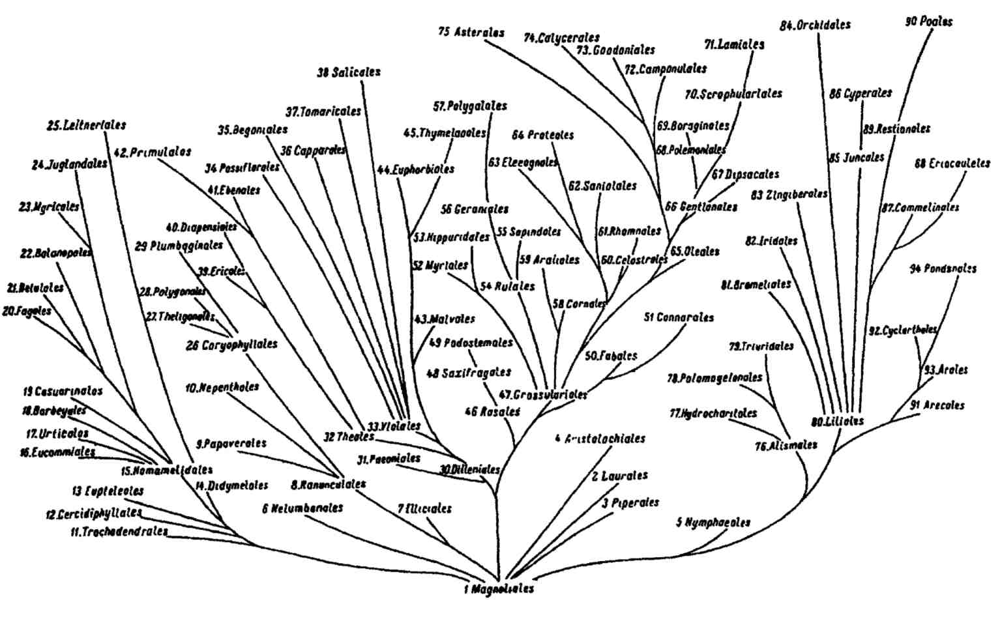 90 Poales
84.Orchidales
75 Asterales
74.Calycerales
73.Goodoniales
71.Lamiales
72.Campanulales
38 Salicales
70.Scrophulariales
86 Cyperales
57.Polygalales
37.Tamaricales
25.Leitneriales
35.Begoniales
45.Thymelaoles
64 Proteales
69.Boraginales
89.Restionales
42.Primulales
36 Capparales
68.Polemoniales
85 Juncales
24.Juglandales
34 Passiflorales
44.Euphorbiales
63 Eleagnales
67 Dipsacales
88 Eriocauleles
41.Ebenales
62.Santalales
83 Zingiberales
23.Myricales
56 Geraniales
66 Gentianales
87.Commelinales
40.Diapensiales
53.Hippuridales
55 Sapindales
61.Rhamnales
82.Iridales
29 Plumbaginales
22.Balanopales
65.Oleales
39.Ericales
52 Myrtales
59 Araliales
60.Celastrales
94 Pandanales
21.Betulales
28.Polygonales
54 Rutales
81.Bromeliales
20.Fagales
58 Cornales
27.Theligonales
43.Malvales
51 Connarales
92.Cyclanthales
26 Caryophyllales
49 Podostemales
79.Triuridales
50.Fabales
48 Saxifragales
93.Arales
78.Potamogetonales
10.Nepenthales
19 Casuarinales
47.Grossulariales
18.Barbeyales
46 Rosales
77.Hydrocharitales
91 Arecales
17.Urticales
33.Violales
80.Liliales
32 Theales
4 Aristolochiales
16.Eucommiales
9.Papaverales
76.Alismales
31.Paeoniales
15.Hamamelidales
30.Dilleniales
2 Laurales
14.Didymelales
8.Ranunculales
13 Eupteleales
3 Piperales
12.Cercidiphyllales
6 Nelumbonales
7 Illiciales
5 Nymphaeales
11.Trochodendrales
1 Magnoliales